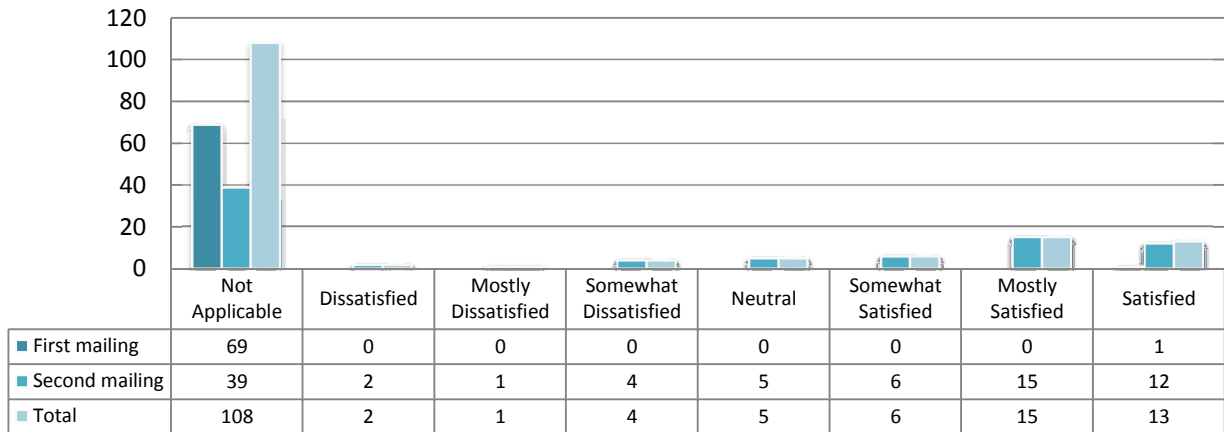 120
100
80
60
40
20
0
Not
Applicable
Dissatisfied
Mostly
Dissatisfied
Somewhat
Dissatisfied
Neutral
Somewhat
Satisfied
Mostly
Satisfied
Satisfied
First mailing 69 0 0 0 0 0 0 1
Second mailing 39 2 1 4 5 6 15 12
Total 108 2 1 4 5 6 15 13